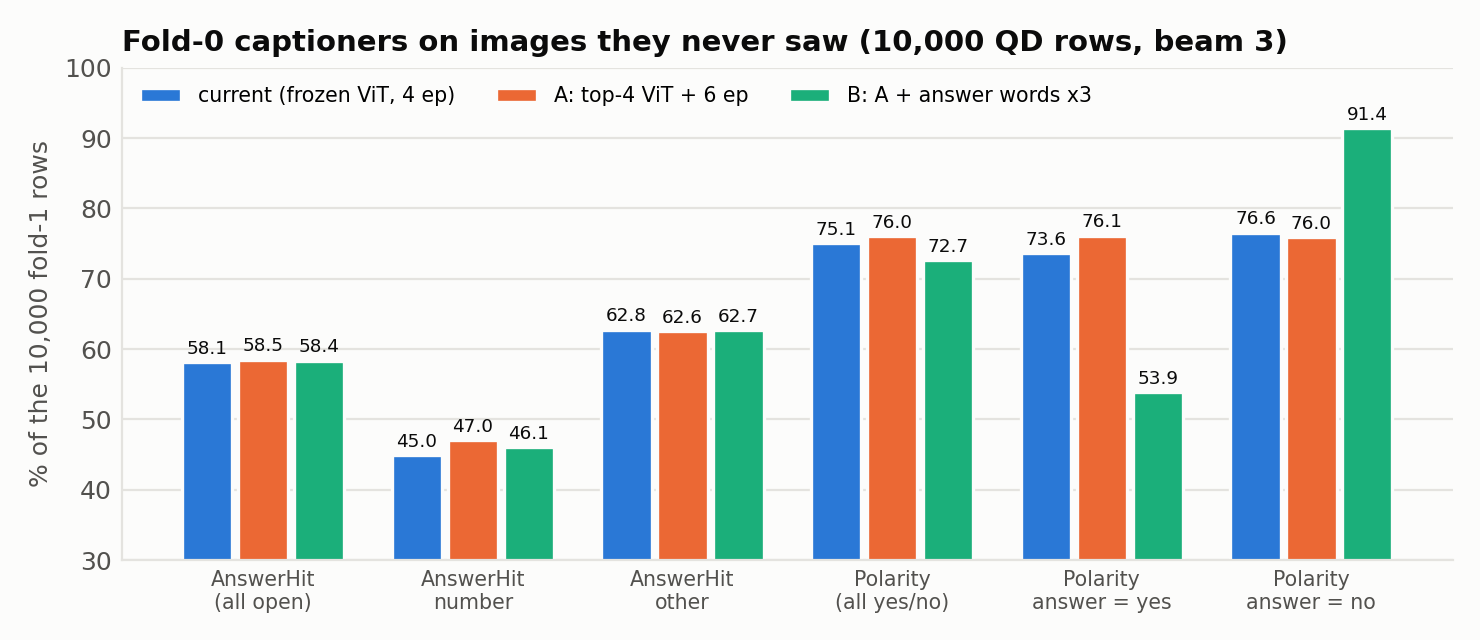 Fold-0 captioners on images they never saw (10,000 QD rows, beam 3)
current (frozen ViT, 4 ep)
A: top-4 ViT + 6 ep
B: A + answer words x3
% of the 10,000 fold-1 rows
100
90
80
70
60
50
40
30
58.1
58.5
58.4
45.0
47.0
46.1
62.8
62.6
62.7
75.1
76.0
72.7
73.6
76.1
53.9
76.6
76.0
91.4
AnswerHit
(all open)
AnswerHit
number
AnswerHit
other
Polarity
(all yes/no)
Polarity
answer = yes
Polarity
answer = no